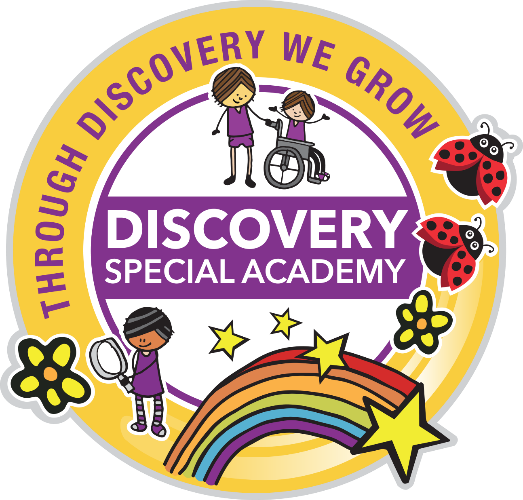 THROUGH DISCOVERY WE GROW
DISCOVERY
SPECIAL ACADEMY